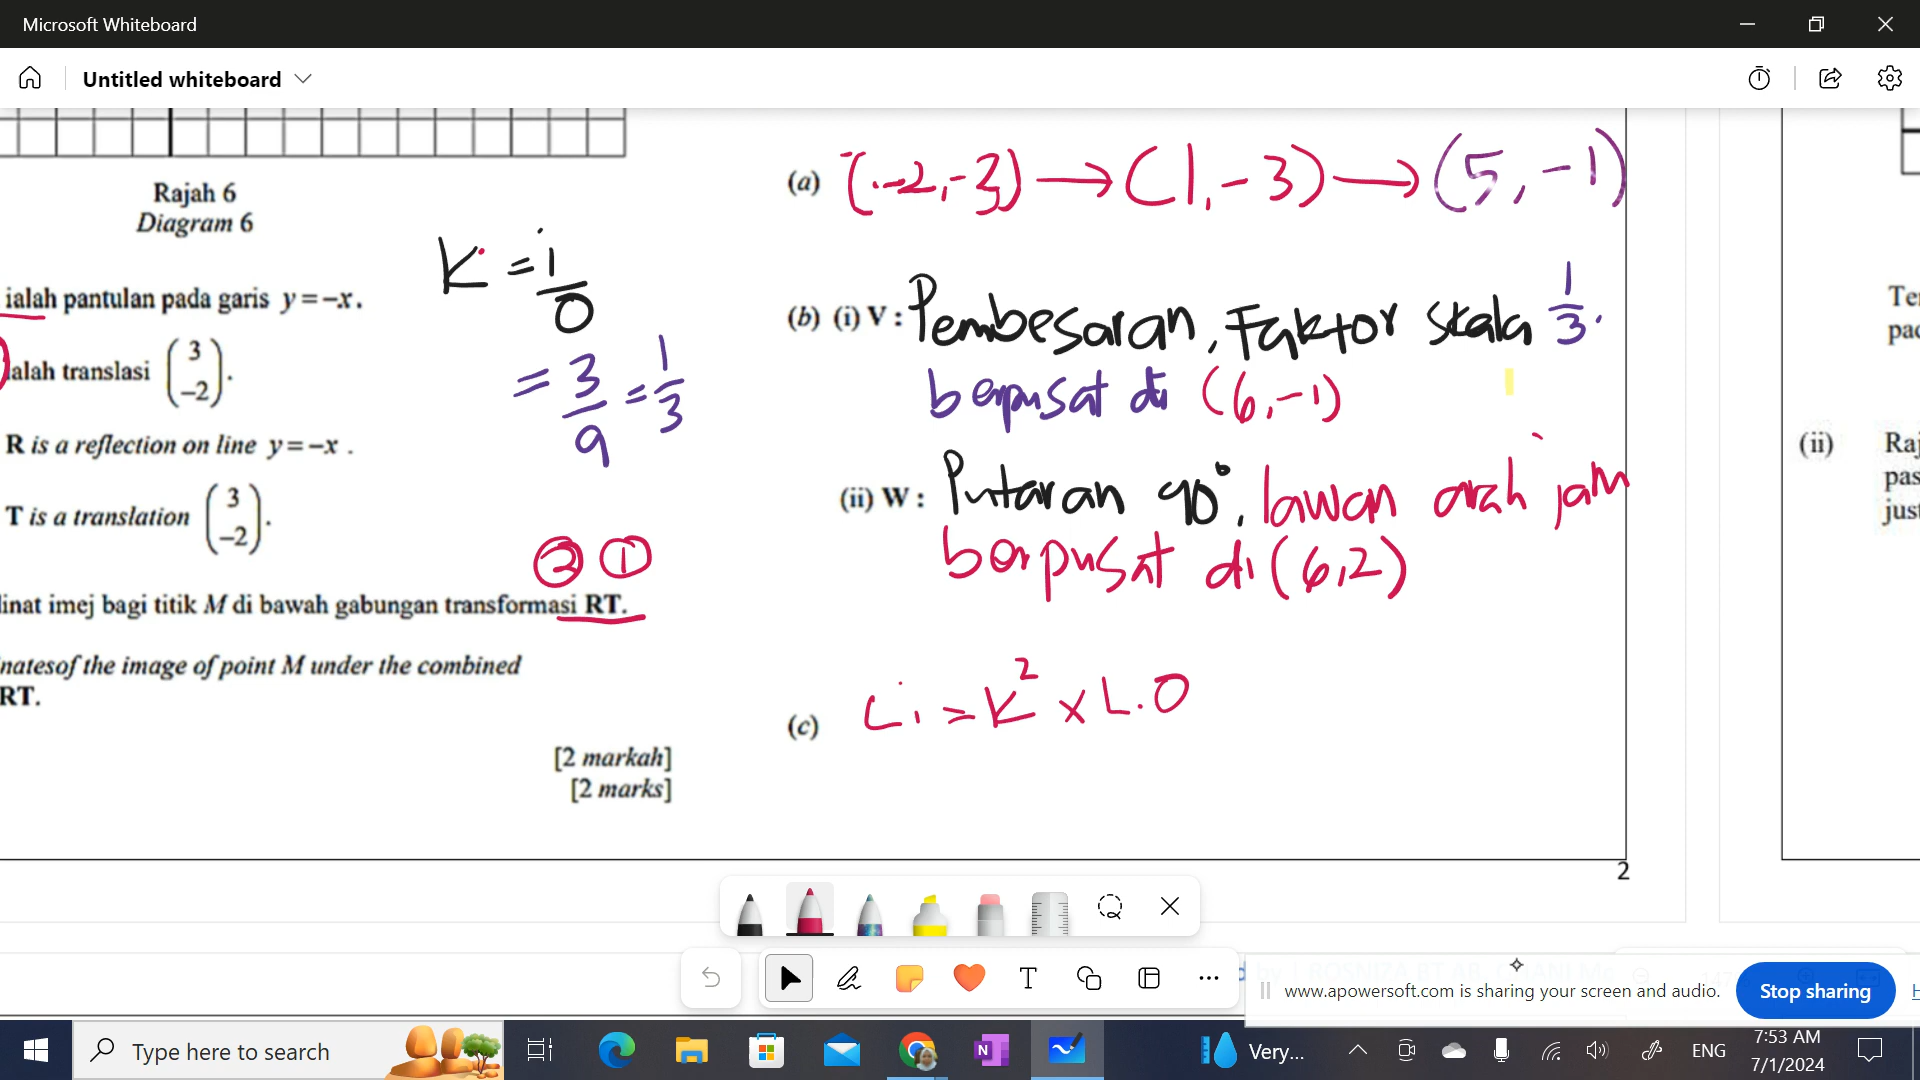 Microsoft Whiteboard
Untitled whiteboard
Rajah 6
Diagram 6
K = i/0
= 3/9 = 1/3
ialah pantulan pada garis y = −x .
alah translasi (3 −2).
R is a reflection on line y = −x .
T is a translation (3 −2).
② ①
linat imej bagi titik M di bawah gabungan transformasi RT.
natesof the image of point M under the combined
RT.
[2 markah]
[2 marks]
(a) (-2,-3) → (1,-3) → (5,-1)
(b) (i) V : Pembesaran, Faktor skala 1/3.
berpusat di (6,-1)
(ii) W : Putaran 90°, lawan arah jam
berpusat di (6,2)
(c) Li = K² × L.O
2
(ii)
www.apowersoft.com is sharing your screen and audio.
Stop sharing
Type here to search
Very...
ENG
7:53 AM
7/1/2024